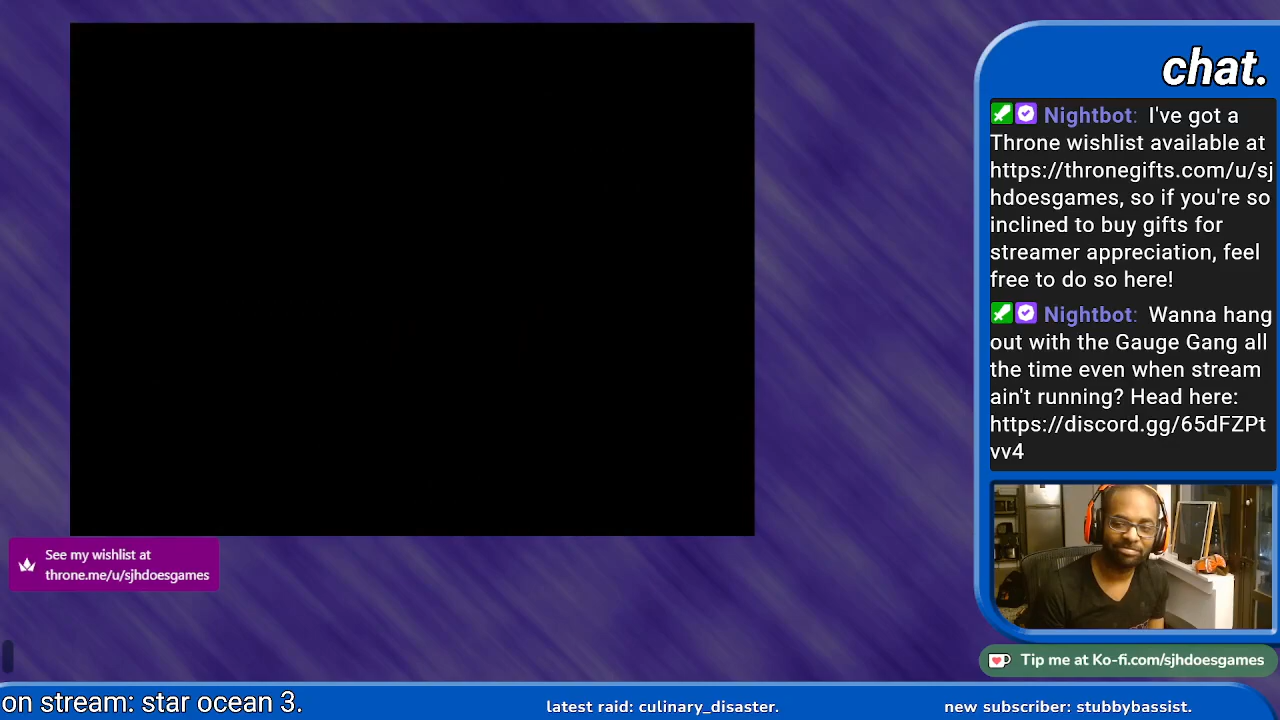 chat.
Nightbot: I've got a
Throne wishlist available at
https://thronegifts.com/u/sj
hdoesgames, so if you're so
inclined to buy gifts for
streamer appreciation, feel
free to do so here!
Nightbot: Wanna hang
out with the Gauge Gang all
the time even when stream
ain't running? Head here:
https://discord.gg/65dFZPt
vv4
See my wishlist at
throne.me/u/sjhdoesgames
Tip me at Ko-fi.com/sjhdoesgames
on stream: star ocean 3.
latest raid: culinary_disaster.
new subscriber: stubbybassist.